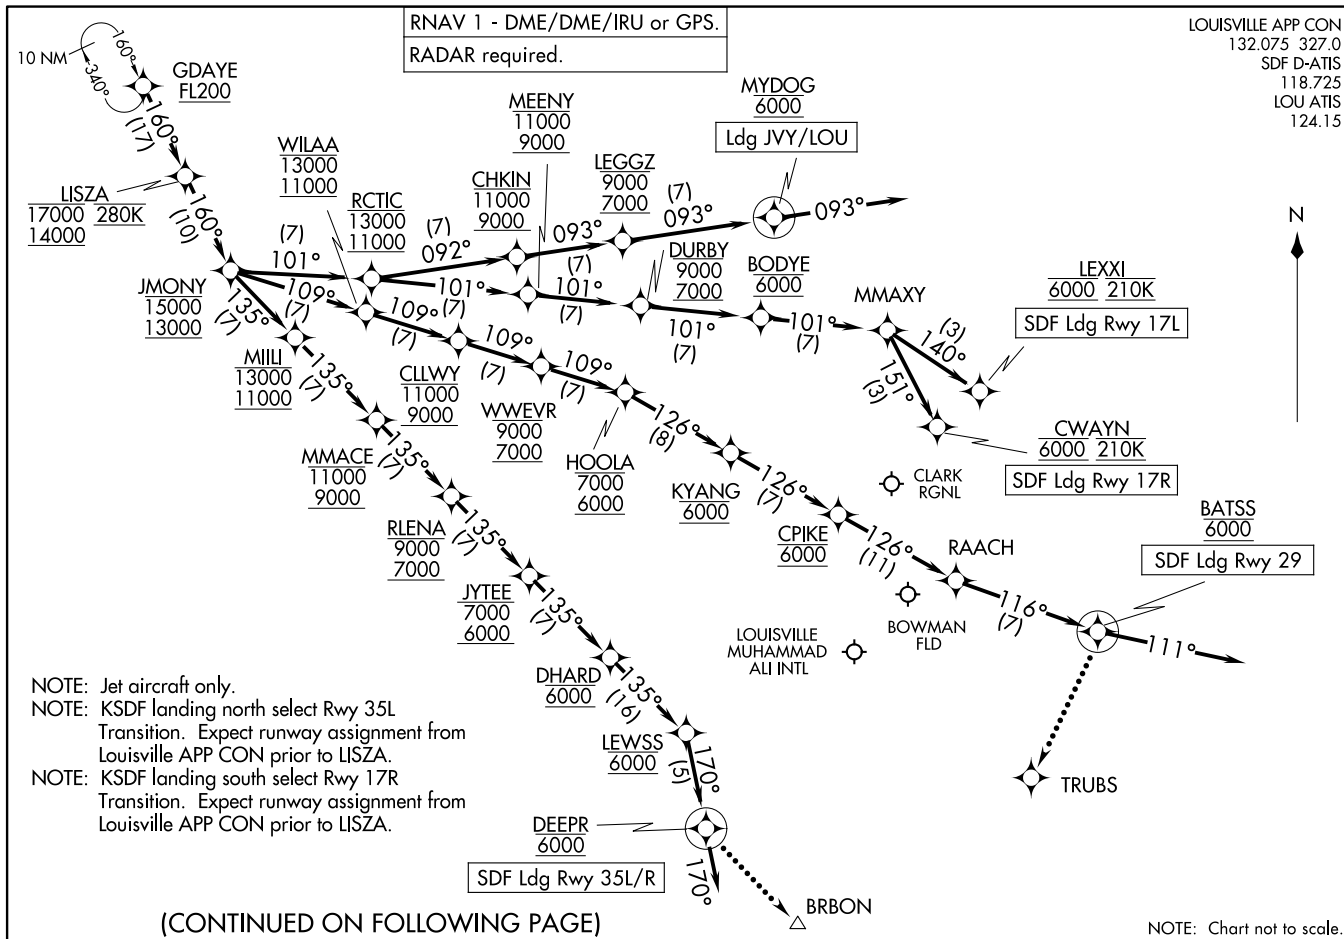 RNAV 1 - DME/DME/IRU or GPS.
RADAR required.
LOUISVILLE APP CON
132.075 327.0
SDF D-ATIS
118.725
LOU ATIS
124.15
10 NM
160°
340°
GDAYE
FL200
160°
(17)
LISZA
17000 280K
14000
160°
(10)
JMONY
15000
13000
(7)
101°
109°
(7)
135°
(7)
WILAA
13000
11000
RCTIC
13000
11000
(7)
092°
CHKIN
11000
9000
MEENY
11000
9000
093°
(7)
LEGGZ
9000
7000
(7)
093°
MYDOG
6000
Ldg JVY/LOU
093°
101°
(7)
101°
DURBY
9000
7000
101°
(7)
BODYE
6000
101°
(7)
MMAXY
(3)
140°
LEXXI
6000 210K
SDF Ldg Rwy 17L
151°
(3)
CWAYN
6000 210K
SDF Ldg Rwy 17R
N
109°
(7)
CLLWY
11000
9000
109°
(7)
WWEVR
9000
7000
109°
(7)
HOOLA
7000
6000
126°
(8)
KYANG
6000
126°
(7)
CPIKE
6000
126°
(11)
RAACH
116°
(7)
BATSS
6000
SDF Ldg Rwy 29
111°
TRUBS
CLARK
RGNL
BOWMAN
FLD
LOUISVILLE
MUHAMMAD
ALI INTL
MIILI
13000
11000
135°
(7)
MMACE
11000
9000
135°
(7)
RLENA
9000
7000
135°
(7)
JYTEE
7000
6000
135°
(7)
DHARD
6000
135°
(16)
LEWSS
6000
170°
(5)
DEEPR
6000
SDF Ldg Rwy 35L/R
170°
BRBON
NOTE: Jet aircraft only.
NOTE: KSDF landing north select Rwy 35L
Transition. Expect runway assignment from
Louisville APP CON prior to LISZA.
NOTE: KSDF landing south select Rwy 17R
Transition. Expect runway assignment from
Louisville APP CON prior to LISZA.
(CONTINUED ON FOLLOWING PAGE)
NOTE: Chart not to scale.